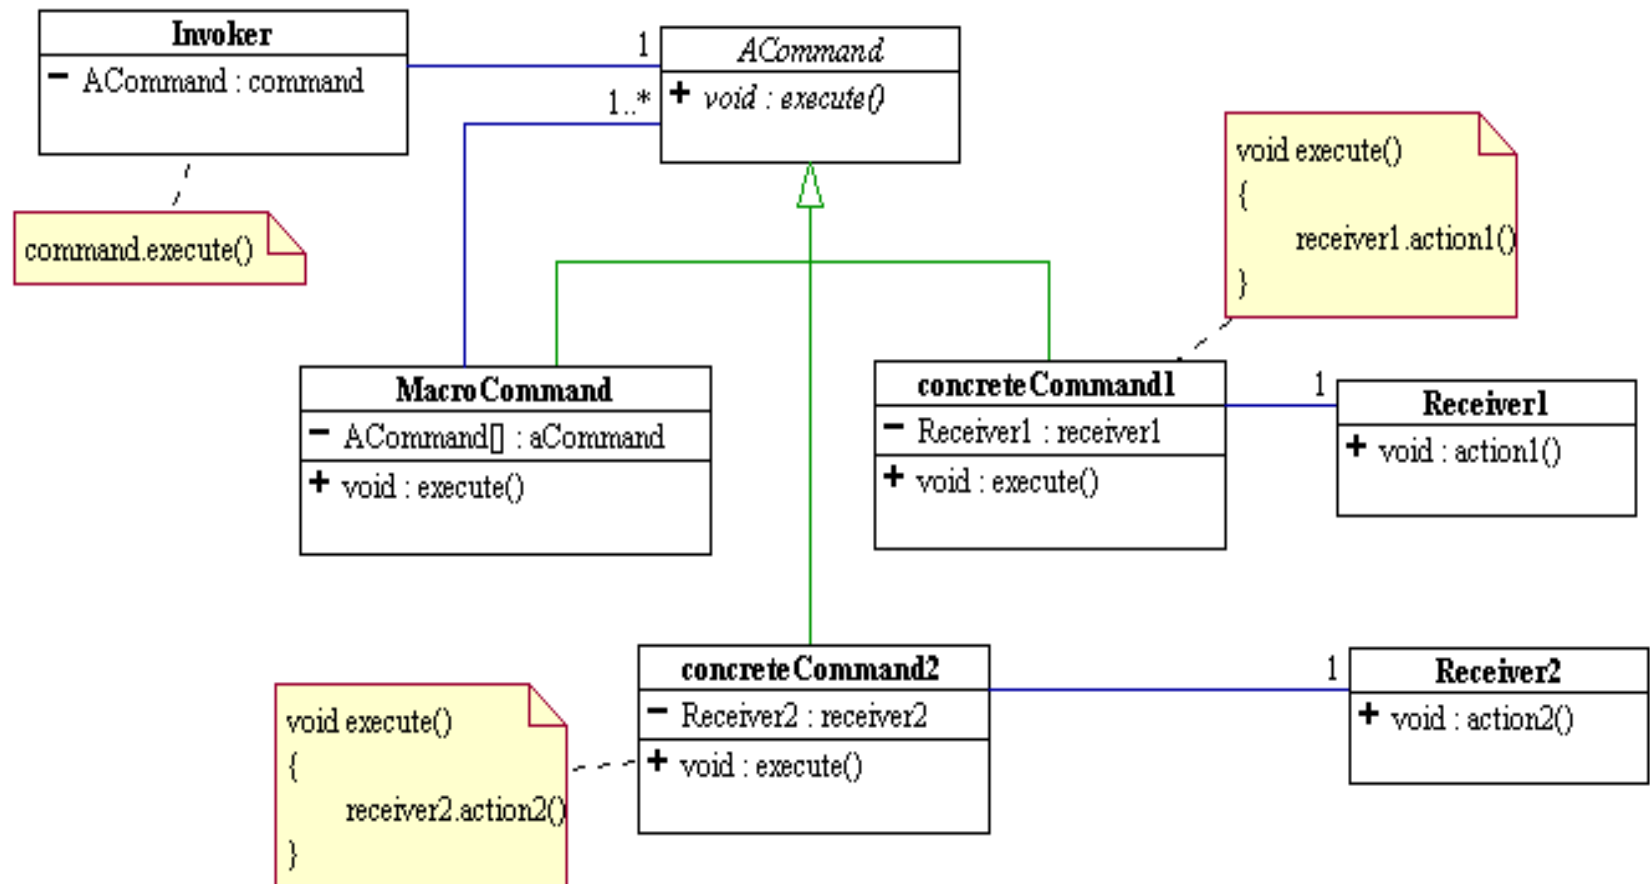 Invoker
- ACommand : command
1
ACommand
+ void : execute()
1..*
command.execute()
void execute()
{
receiver1.action1()
}
MacroCommand
- ACommand[] : aCommand
+ void : execute()
concreteCommand1
- Receiver1 : receiver1
+ void : execute()
1
Receiver1
+ void : action1()
concreteCommand2
- Receiver2 : receiver2
+ void : execute()
1
Receiver2
+ void : action2()
void execute()
{
receiver2.action2()
}